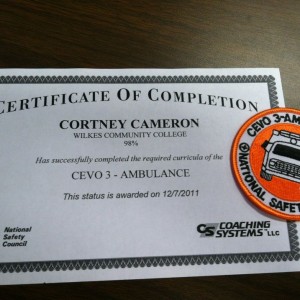 CERTIFICATE OF COMPLETION
CORTNEY CAMERON
WILKES COMMUNITY COLLEGE
98%
Has successfully completed the required curricula of the
CEVO 3 - AMBULANCE
This status is awarded on 12/7/2011
National
Safety
Council
CS COACHING
SYSTEMS LLC
CEVO 3-AMB
NATIONAL SAFET